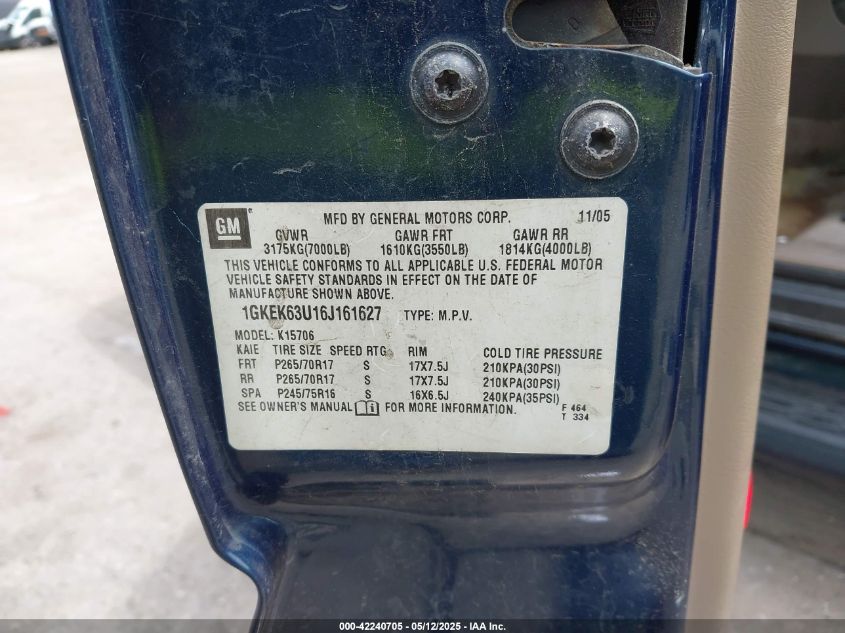 GM
MFD BY GENERAL MOTORS CORP. 11/05
GVWR GAWR FRT GAWR RR
3175KG(7000LB) 1610KG(3550LB) 1814KG(4000LB)
THIS VEHICLE CONFORMS TO ALL APPLICABLE U.S. FEDERAL MOTOR
VEHICLE SAFETY STANDARDS IN EFFECT ON THE DATE OF
MANUFACTURE SHOWN ABOVE.
1GKEK63U16J161627 TYPE: M.P.V.
MODEL: K15706
KAIE TIRE SIZE SPEED RTG RIM COLD TIRE PRESSURE
FRT P265/70R17 S 17X7.5J 210KPA(30PSI)
RR P265/70R17 S 17X7.5J 210KPA(30PSI)
SPA P245/75R16 S 16X6.5J 240KPA(35PSI)
SEE OWNER'S MANUAL FOR MORE INFORMATION. F 464
T 334
000-42240705 - 05/12/2025 - IAA Inc.